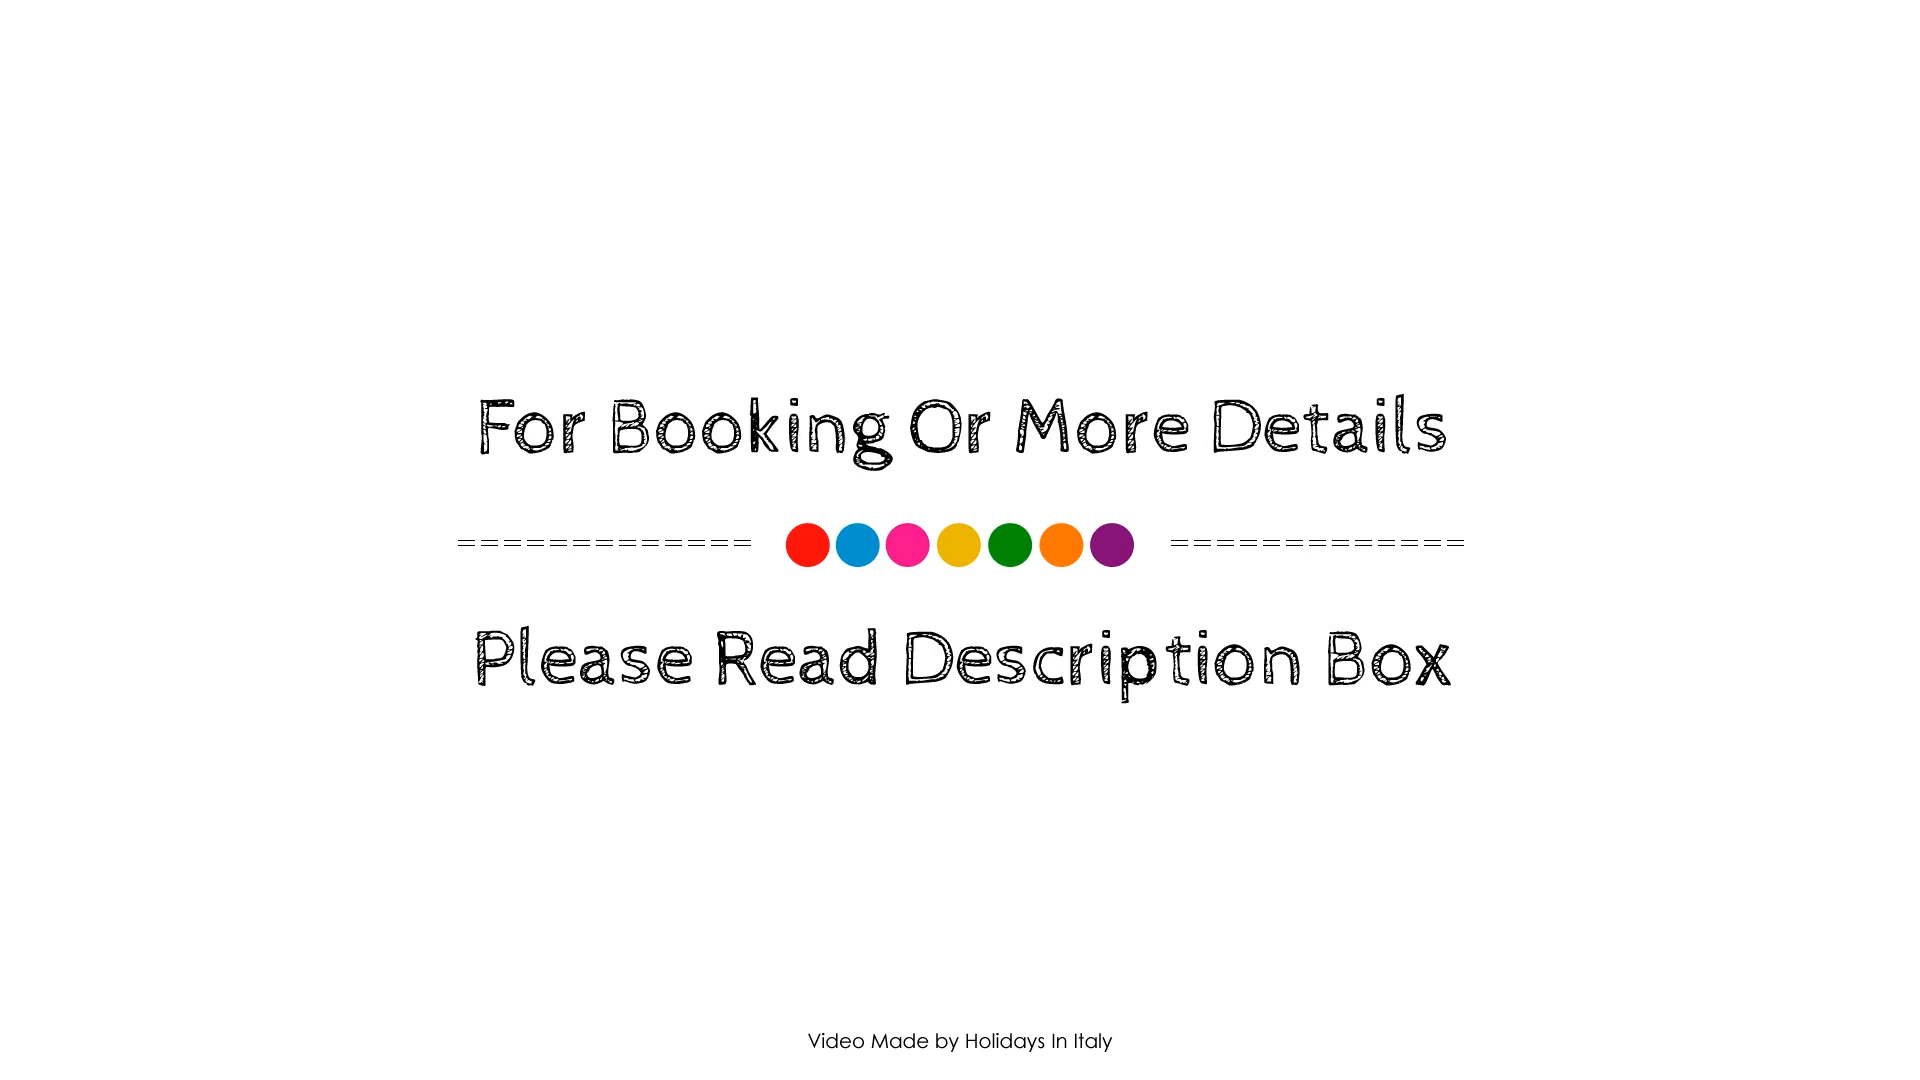 For Booking Or More Details
============= =============
Please Read Description Box
Video Made by Holidays In Italy